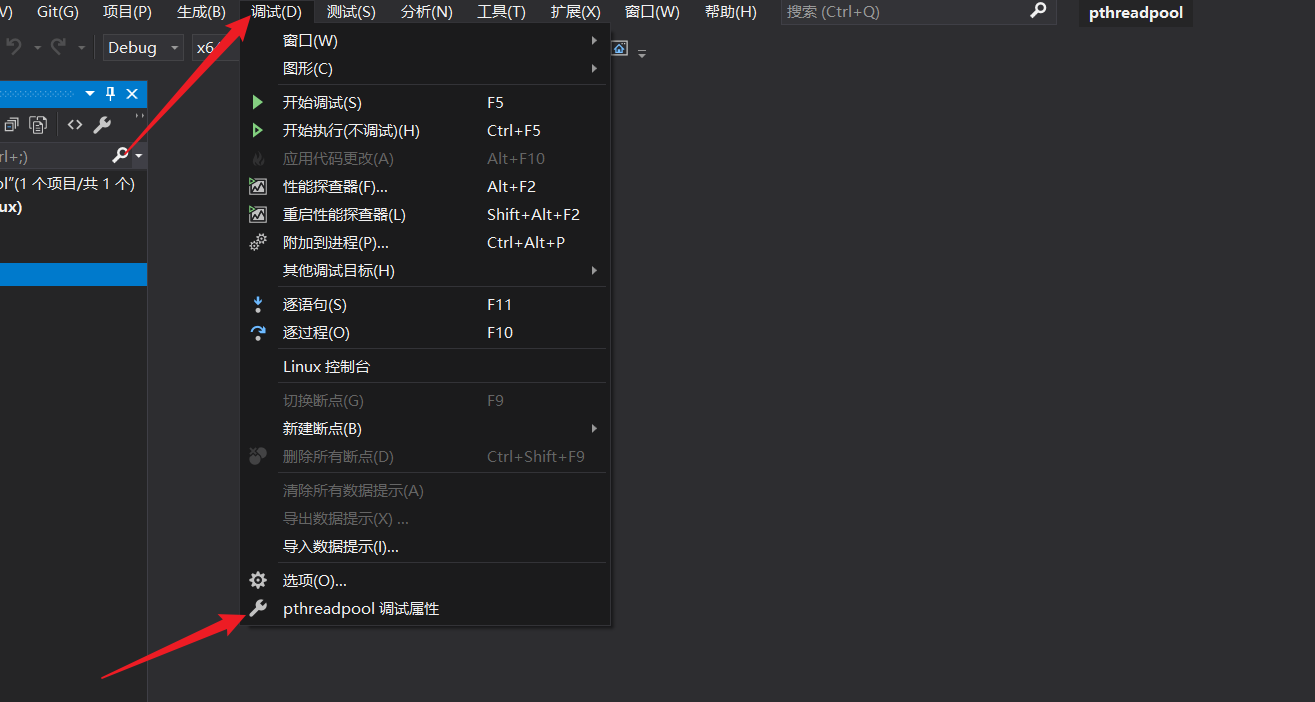 V) Git(G) 项目(P) 生成(B) 调试(D) 测试(S) 分析(N) 工具(T) 扩展(X) 窗口(W) 帮助(H) 搜索 (Ctrl+Q) pthreadpool
Debug x64
窗口(W)
图形(C)
开始调试(S) F5
开始执行(不调试)(H) Ctrl+F5
应用代码更改(A) Alt+F10
rl+;)
ol"(1 个项目/共 1 个)
ux)
性能探查器(F)... Alt+F2
重启性能探查器(L) Shift+Alt+F2
附加到进程(P)... Ctrl+Alt+P
其他调试目标(H)
逐语句(S) F11
逐过程(O) F10
Linux 控制台
切换断点(G) F9
新建断点(B)
删除所有断点(D) Ctrl+Shift+F9
清除所有数据提示(A)
导出数据提示(X) ...
导入数据提示(I)...
选项(O)...
pthreadpool 调试属性